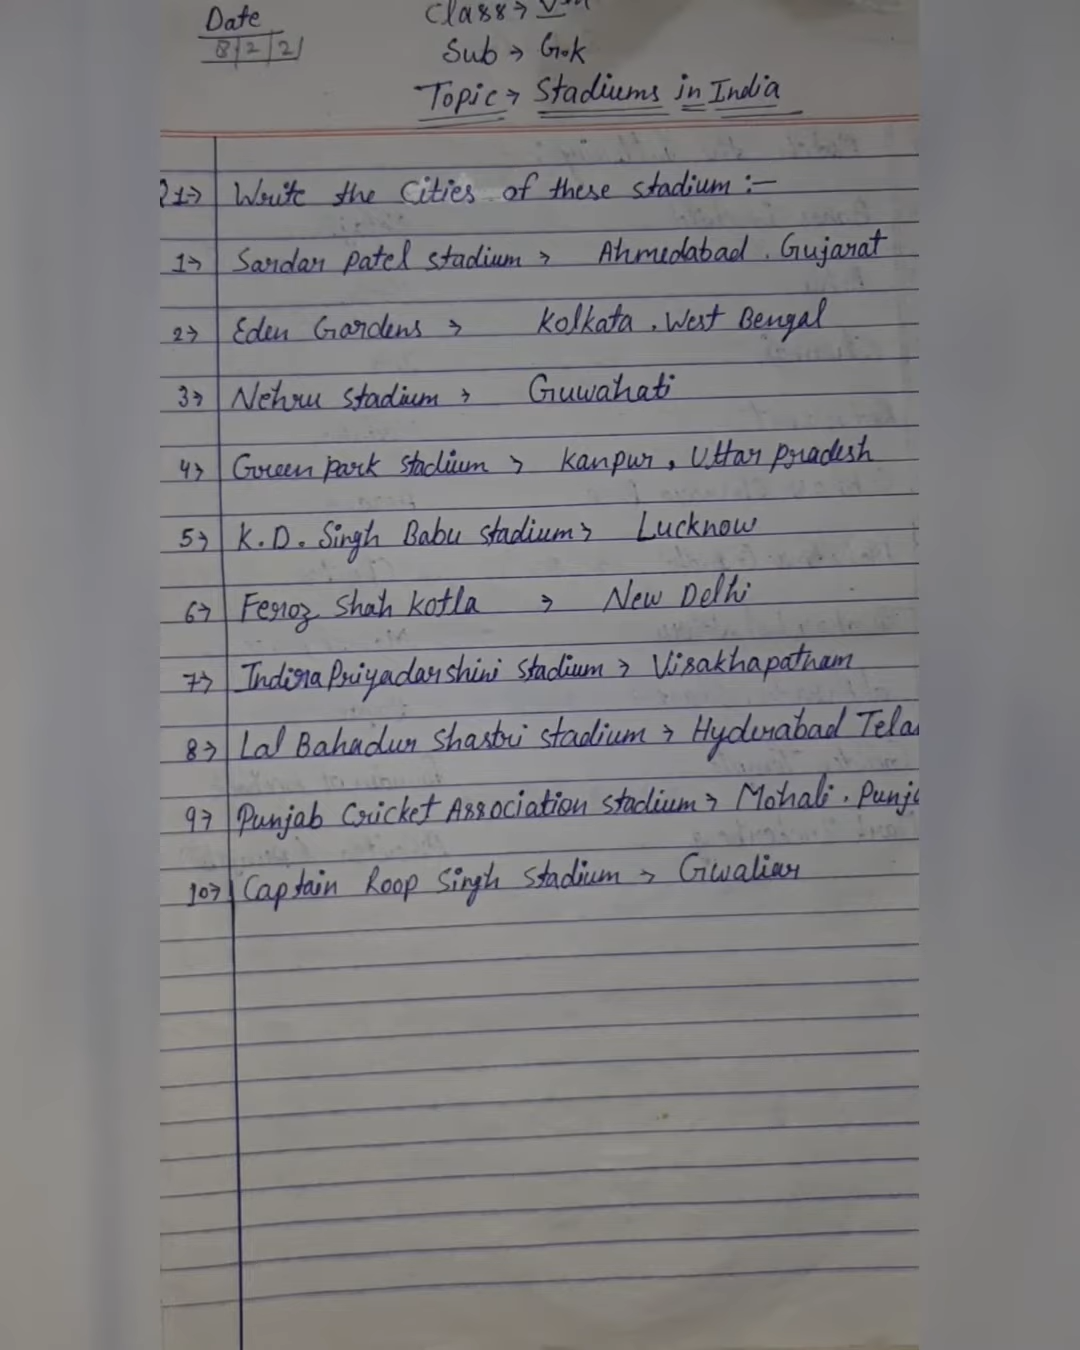 Date
8/2/21
Class → VIII
Sub → G.k
Topic → Stadiums in India
Q1→ Write the Cities of these stadium :-
1→ Sardar Patel stadium → Ahmedabad . Gujarat
2→ Eden Gardens → Kolkata . West Bengal
3→ Nehru stadium → Guwahati
4→ Green park stadium → Kanpur , Uttar pradesh
5→ K.D. Singh Babu stadium → Lucknow
6→ Feroz Shah Kotla → New Delhi
7→ Indira Priyadarshini stadium → Visakhapatnam
8→ Lal Bahadur Shastri stadium → Hyderabad Tela
9→ Punjab Cricket Association stadium → Mohali . Punj
10→ Captain Roop Singh stadium → Gwalior